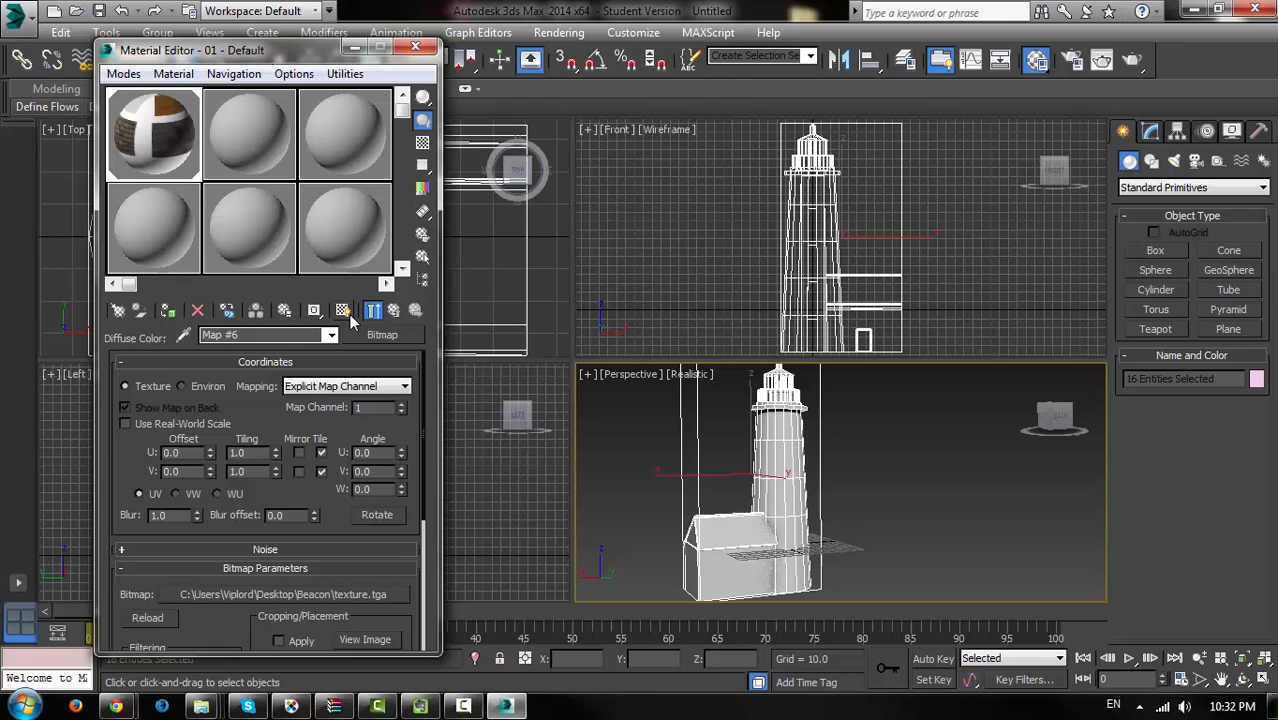 Workspace: Default
Autodesk 3ds Max 2014 x64 - Student Version Untitled
Type a keyword or phrase
Edit
Tools
Group
Views
Create
Modifiers
Graph Editors
Rendering
Customize
MAXScript
Help
Create Selection Se
Modeling
Define Flows
Material Editor - 01 - Default
Modes
Material
Navigation
Options
Utilities
Diffuse Color:
Map #6
Bitmap
Coordinates
Texture
Environ
Mapping:
Explicit Map Channel
Show Map on Back
Map Channel: 1
Use Real-World Scale
Offset
Tiling
Mirror Tile
Angle
U: 0.0
1.0
U: 0.0
V: 0.0
1.0
V: 0.0
W: 0.0
UV
VW
WU
Blur: 1.0
Blur offset: 0.0
Rotate
Noise
Bitmap Parameters
Bitmap:
C:\Users\Viplord\Desktop\Beacon\texture.tga
Reload
Cropping/Placement
Apply
View Image
Filtering
[+] [Top]
TOP
[+] [Front] [Wireframe]
FRONT
[+] [Left]
LEFT
[+] [Perspective] [Realistic]
Standard Primitives
Object Type
AutoGrid
Box
Cone
Sphere
GeoSphere
Cylinder
Tube
Torus
Pyramid
Teapot
Plane
Name and Color
16 Entities Selected
40 45 50 55 60 65 70 75 80 85 90 95 100
16 Entities Selected
X:
Y:
Z:
Grid = 10.0
Auto Key
Selected
Welcome to M
Click or click-and-drag to select objects
Add Time Tag
Set Key
Key Filters...
0
EN
10:32 PM